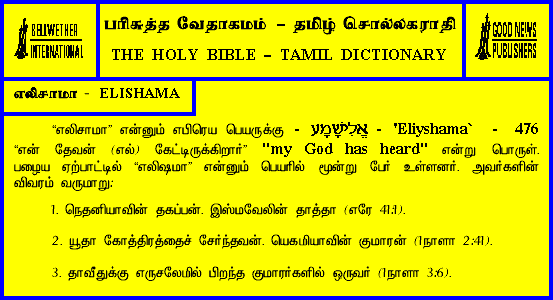 BELLWETHER
INTERNATIONAL
பரிசுத்த வேதாகமம் – தமிழ் சொல்லகராதி
THE HOLY BIBLE – TAMIL DICTIONARY
GOOD NEWS
PUBLISHERS
எலிசாமா - ELISHAMA
“எலிசாமா” என்னும் எபிரெய பெயருக்கு - אֱלִישָׁמָע - 'Eliyshama` - 476
“என் தேவன் (எல்) கேட்டிருக்கிறார்” "my God has heard" என்று பொருள்.
பழைய ஏற்பாட்டில் “எலிஷமா” என்னும் பெயரில் மூன்று பேர் உள்ளனர். அவர்களின்
விவரம் வருமாறு:
1. நெதனியாவின் தகப்பன். இஸ்மவேலின் தாத்தா (எரே 41:1).
2. யூதா கோத்திரத்தைச் சேர்ந்தவன். யெகமியாவின் குமாரன் (1நாளா 2:41).
3. தாவீதுக்கு எருசலேமில் பிறந்த குமாரர்களில் ஒருவர் (1நாளா 3:6).